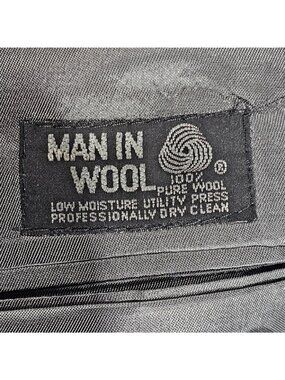 MAN IN
WOOL
100%
PURE WOOL
®
LOW MOISTURE UTILITY PRESS
PROFESSIONALLY DRY CLEAN